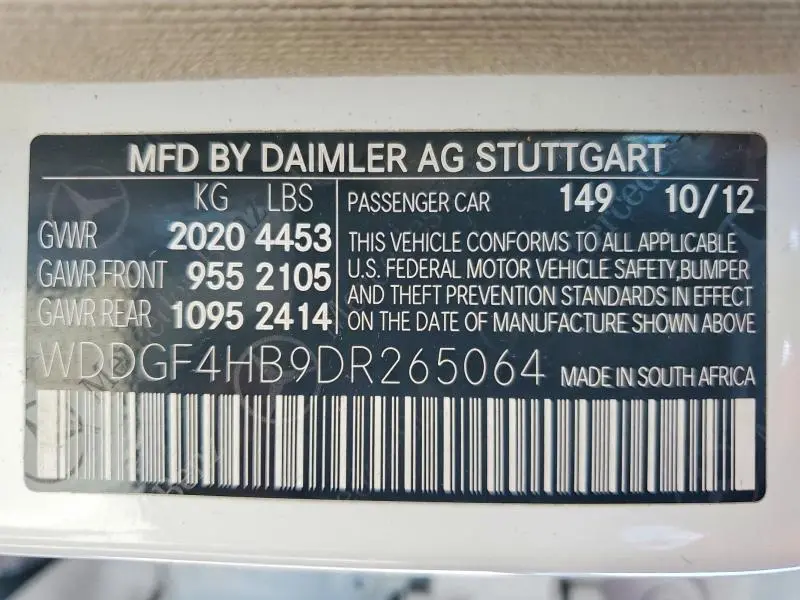 MFD BY DAIMLER AG STUTTGART
KG LBS
GVWR 2020 4453
GAWR FRONT 955 2105
GAWR REAR 1095 2414
PASSENGER CAR 149 10/12
THIS VEHICLE CONFORMS TO ALL APPLICABLE
U.S. FEDERAL MOTOR VEHICLE SAFETY,BUMPER
AND THEFT PREVENTION STANDARDS IN EFFECT
ON THE DATE OF MANUFACTURE SHOWN ABOVE
WDDGF4HB9DR265064 MADE IN SOUTH AFRICA